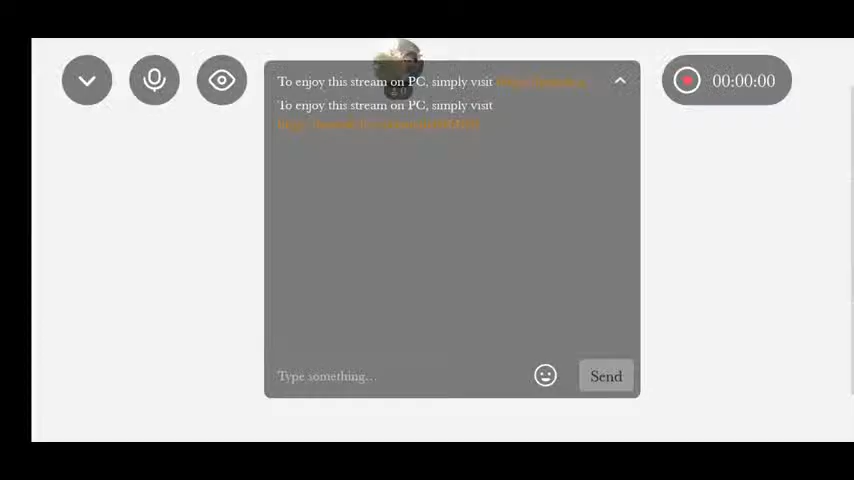 To enjoy this stream on PC, simply visit
To enjoy this stream on PC, simply visit
00:00:00
Type something...
Send